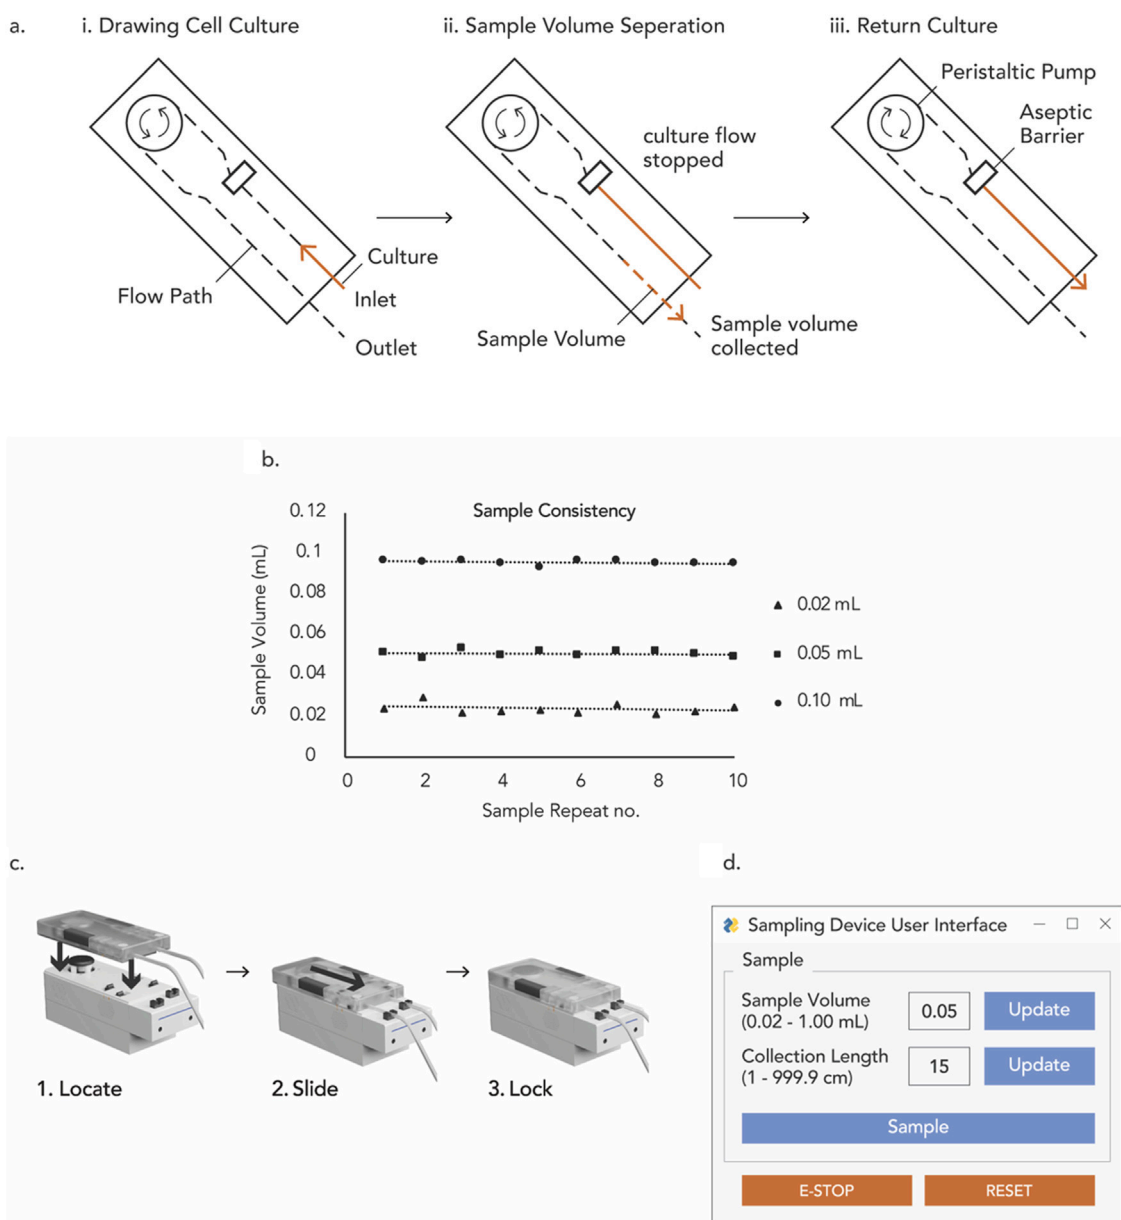 a.
i. Drawing Cell Culture
ii. Sample Volume Seperation
iii. Return Culture
Peristaltic Pump
Aseptic
Barrier
culture flow
stopped
Culture
Flow Path
Inlet
Outlet
Sample Volume
Sample volume
collected
b.
Sample Consistency
Sample Volume (mL)
0.12
0.1
0.08
0.06
0.04
0.02
0
0 2 4 6 8 10
Sample Repeat no.
0.02 mL
0.05 mL
0.10 mL
c.
1. Locate
2. Slide
3. Lock
d.
Sampling Device User Interface
Sample
Sample Volume
(0.02 - 1.00 mL)
0.05
Update
Collection Length
(1 - 999.9 cm)
15
Update
Sample
E-STOP
RESET